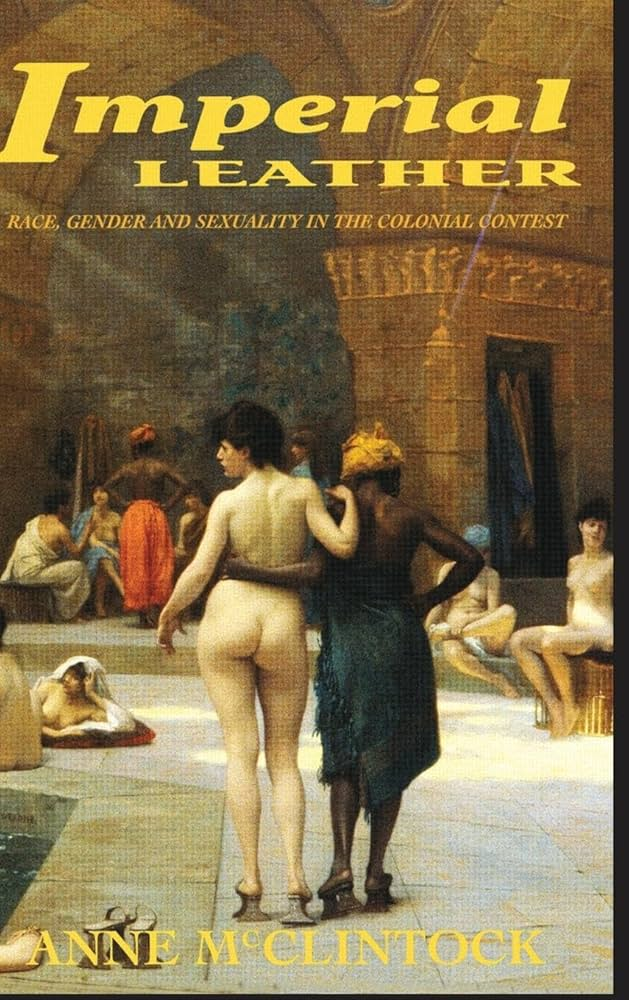 Imperial
LEATHER
RACE, GENDER AND SEXUALITY IN THE COLONIAL CONTEST
ANNE McCLINTOCK